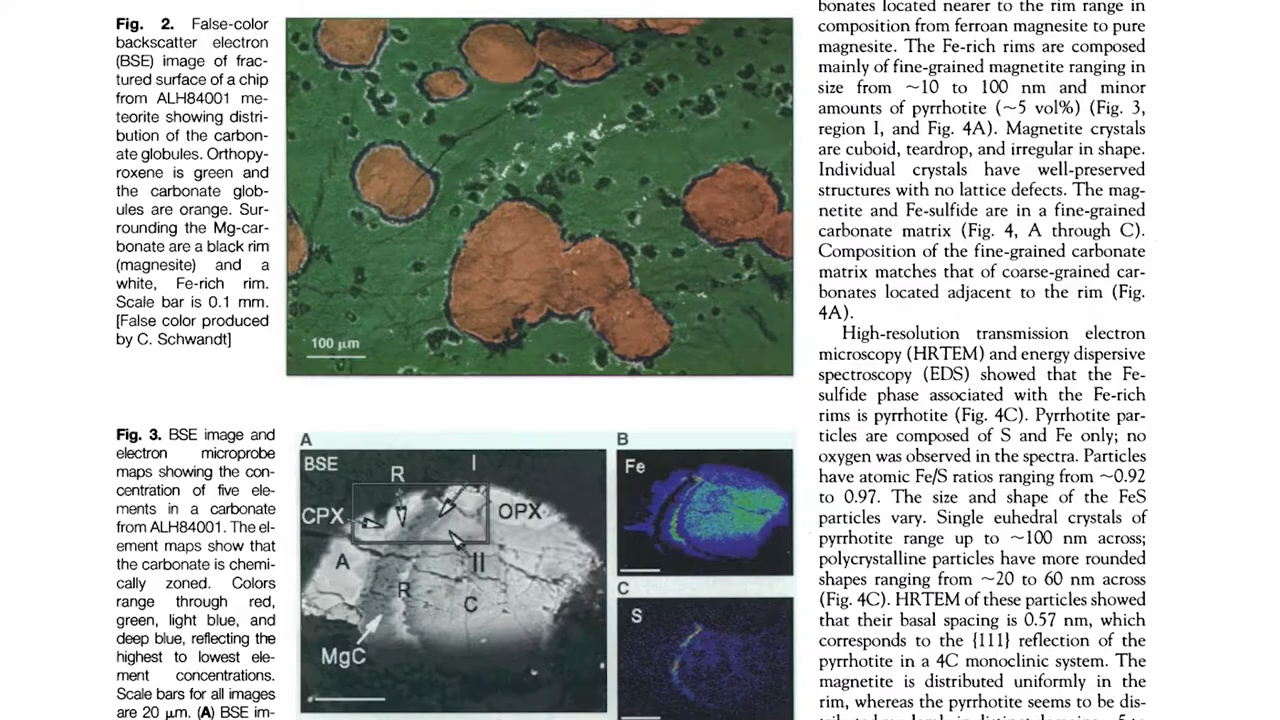 Fig. 2. False-color
backscatter electron
(BSE) image of frac-
tured surface of a chip
from ALH84001 me-
teorite showing distri-
bution of the carbon-
ate globules. Orthopy-
roxene is green and
the carbonate glob-
ules are orange. Sur-
rounding the Mg-car-
bonate are a black rim
(magnesite) and a
white, Fe-rich rim.
Scale bar is 0.1 mm.
[False color produced
by C. Schwandt]
100 μm
Fig. 3. BSE image and
electron microprobe
maps showing the con-
centration of five ele-
ments in a carbonate
from ALH84001. The el-
ement maps show that
the carbonate is chemi-
cally zoned. Colors
range through red,
green, light blue, and
deep blue, reflecting the
highest to lowest ele-
ment concentrations.
Scale bars for all images
are 20 μm. (A) BSE im-
A
BSE
R
I
CPX
OPX
A
II
R
C
MgC
B
Fe
C
S
bonates located nearer to the rim range in
composition from ferroan magnesite to pure
magnesite. The Fe-rich rims are composed
mainly of fine-grained magnetite ranging in
size from ~10 to 100 nm and minor
amounts of pyrrhotite (~5 vol%) (Fig. 3,
region I, and Fig. 4A). Magnetite crystals
are cuboid, teardrop, and irregular in shape.
Individual crystals have well-preserved
structures with no lattice defects. The mag-
netite and Fe-sulfide are in a fine-grained
carbonate matrix (Fig. 4, A through C).
Composition of the fine-grained carbonate
matrix matches that of coarse-grained car-
bonates located adjacent to the rim (Fig.
4A).
High-resolution transmission electron
microscopy (HRTEM) and energy dispersive
spectroscopy (EDS) showed that the Fe-
sulfide phase associated with the Fe-rich
rims is pyrrhotite (Fig. 4C). Pyrrhotite par-
ticles are composed of S and Fe only; no
oxygen was observed in the spectra. Particles
have atomic Fe/S ratios ranging from ~0.92
to 0.97. The size and shape of the FeS
particles vary. Single euhedral crystals of
pyrrhotite range up to ~100 nm across;
polycrystalline particles have more rounded
shapes ranging from ~20 to 60 nm across
(Fig. 4C). HRTEM of these particles showed
that their basal spacing is 0.57 nm, which
corresponds to the {111} reflection of the
pyrrhotite in a 4C monoclinic system. The
magnetite is distributed uniformly in the
rim, whereas the pyrrhotite seems to be dis-